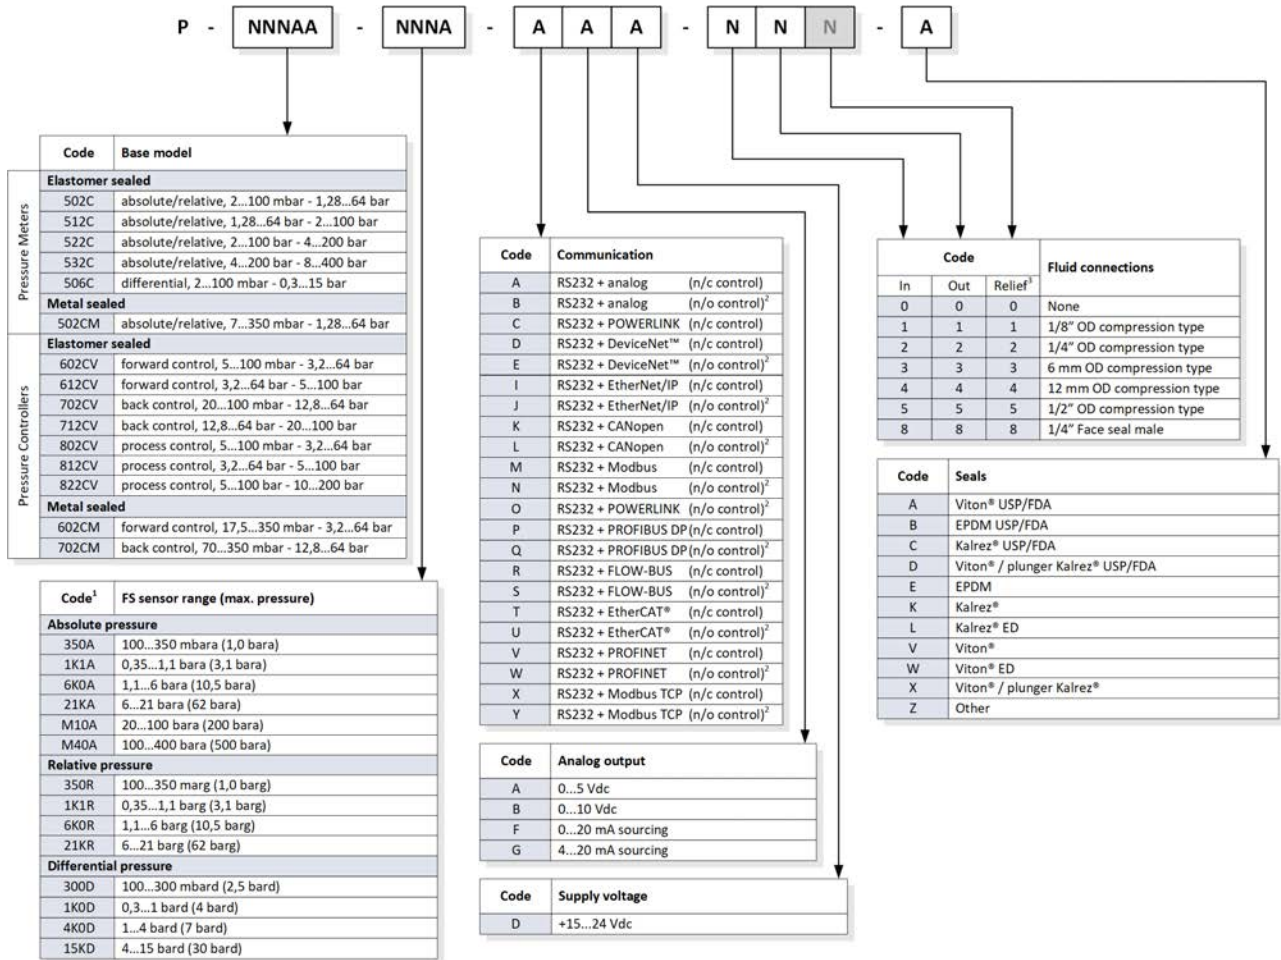 P - NNNAA - NNNA - A A A - N N N - A
Code Base model
Pressure Meters
Elastomer sealed
502C absolute/relative, 2...100 mbar - 1,28...64 bar
512C absolute/relative, 1,28...64 bar - 2...100 bar
522C absolute/relative, 2...100 bar - 4...200 bar
532C absolute/relative, 4...200 bar - 8...400 bar
506C differential, 2...100 mbar - 0,3...15 bar
Metal sealed
502CM absolute/relative, 7...350 mbar - 1,28...64 bar
Pressure Controllers
Elastomer sealed
602CV forward control, 5...100 mbar - 3,2...64 bar
612CV forward control, 3,2...64 bar - 5...100 bar
702CV back control, 20...100 mbar - 12,8...64 bar
712CV back control, 12,8...64 bar - 20...100 bar
802CV process control, 5...100 mbar - 3,2...64 bar
812CV process control, 3,2...64 bar - 5...100 bar
822CV process control, 5...100 bar - 10...200 bar
Metal sealed
602CM forward control, 17,5...350 mbar - 3,2...64 bar
702CM back control, 70...350 mbar - 12,8...64 bar
Code¹ FS sensor range (max. pressure)
Absolute pressure
350A 100...350 mbara (1,0 bara)
1K1A 0,35...1,1 bara (3,1 bara)
6K0A 1,1...6 bara (10,5 bara)
21KA 6...21 bara (62 bara)
M10A 20...100 bara (200 bara)
M40A 100...400 bara (500 bara)
Relative pressure
350R 100...350 marg (1,0 barg)
1K1R 0,35...1,1 barg (3,1 barg)
6K0R 1,1...6 barg (10,5 barg)
21KR 6...21 barg (62 barg)
Differential pressure
300D 100...300 mbard (2,5 bard)
1K0D 0,3...1 bard (4 bard)
4K0D 1...4 bard (7 bard)
15KD 4...15 bard (30 bard)
Code Communication
A RS232 + analog (n/c control)
B RS232 + analog (n/o control)²
C RS232 + POWERLINK (n/c control)
D RS232 + DeviceNet™ (n/c control)
E RS232 + DeviceNet™ (n/o control)²
I RS232 + EtherNet/IP (n/c control)
J RS232 + EtherNet/IP (n/o control)²
K RS232 + CANopen (n/c control)
L RS232 + CANopen (n/o control)²
M RS232 + Modbus (n/c control)
N RS232 + Modbus (n/o control)²
O RS232 + POWERLINK (n/o control)²
P RS232 + PROFIBUS DP (n/c control)
Q RS232 + PROFIBUS DP (n/o control)²
R RS232 + FLOW-BUS (n/c control)
S RS232 + FLOW-BUS (n/o control)²
T RS232 + EtherCAT® (n/c control)
U RS232 + EtherCAT® (n/o control)²
V RS232 + PROFINET (n/c control)
W RS232 + PROFINET (n/o control)²
X RS232 + Modbus TCP (n/c control)
Y RS232 + Modbus TCP (n/o control)²
Code Analog output
A 0...5 Vdc
B 0...10 Vdc
F 0...20 mA sourcing
G 4...20 mA sourcing
Code Supply voltage
D +15...24 Vdc
Code Fluid connections
In Out Relief³
0 0 0 None
1 1 1 1/8” OD compression type
2 2 2 1/4” OD compression type
3 3 3 6 mm OD compression type
4 4 4 12 mm OD compression type
5 5 5 1/2” OD compression type
8 8 8 1/4” Face seal male
Code Seals
A Viton® USP/FDA
B EPDM USP/FDA
C Kalrez® USP/FDA
D Viton® / plunger Kalrez® USP/FDA
E EPDM
K Kalrez®
L Kalrez® ED
V Viton®
W Viton® ED
X Viton® / plunger Kalrez®
Z Other